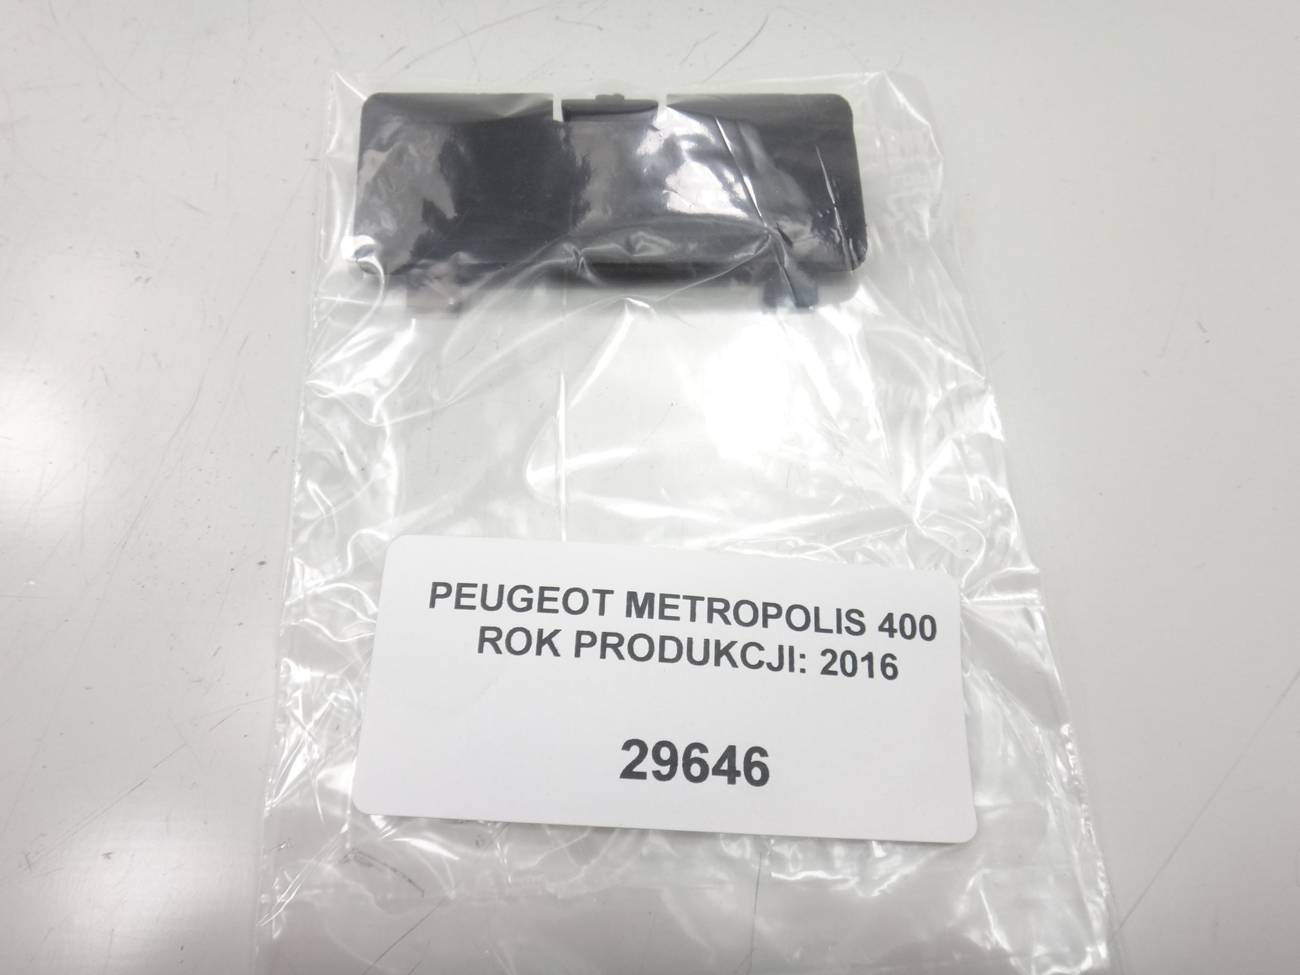 PEUGEOT METROPOLIS 400
ROK PRODUKCJI: 2016
29646